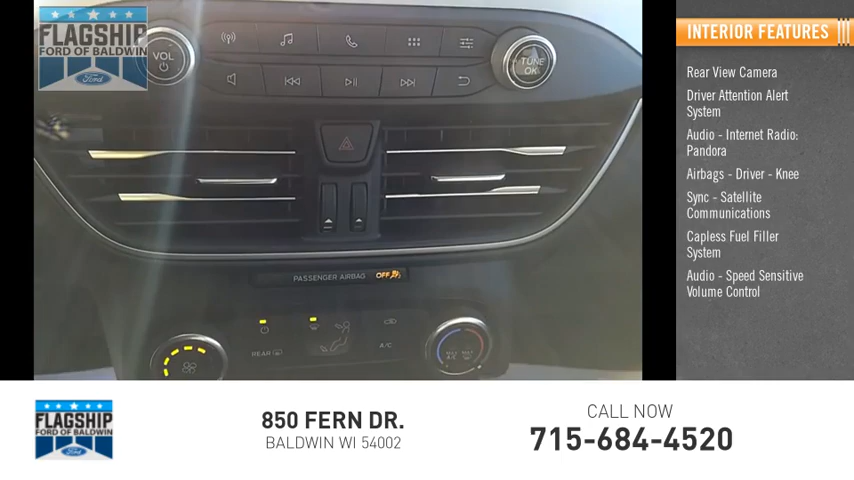 FLAGSHIP
FORD OF BALDWIN
Ford
VOL
TUNE
OK
PASSENGER AIRBAG OFF
REAR
A/C
MAX A/C
MAX
INTERIOR FEATURES
Rear View Camera
Driver Attention Alert
System
Audio - Internet Radio:
Pandora
Airbags - Driver - Knee
Sync - Satellite
Communications
Capless Fuel Filler
System
Audio - Speed Sensitive
Volume Control
FLAGSHIP
FORD OF BALDWIN
Ford
850 FERN DR.
BALDWIN WI 54002
CALL NOW
715-684-4520